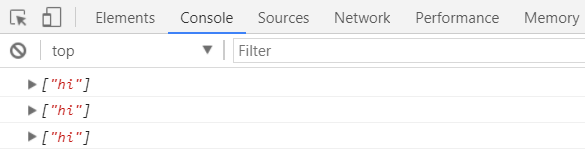 Elements Console Sources Network Performance Memory
top Filter
["hi"]
["hi"]
["hi"]